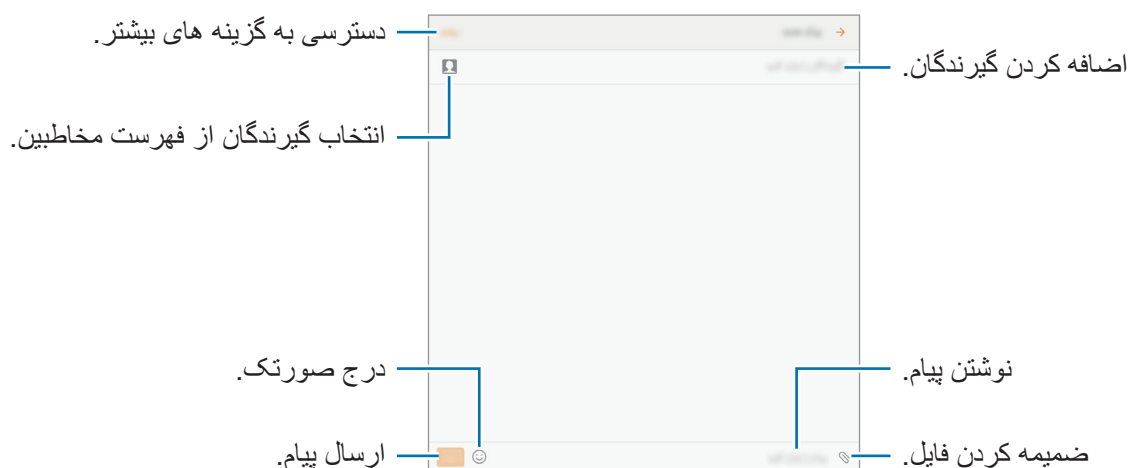 دسترسی به گزینه های بیشتر.
اضافه کردن گیرندگان.
انتخاب گیرندگان از فهرست مخاطبین.
نوشتن پیام.
درج صورتک.
ضمیمه کردن فایل.
ارسال پیام.